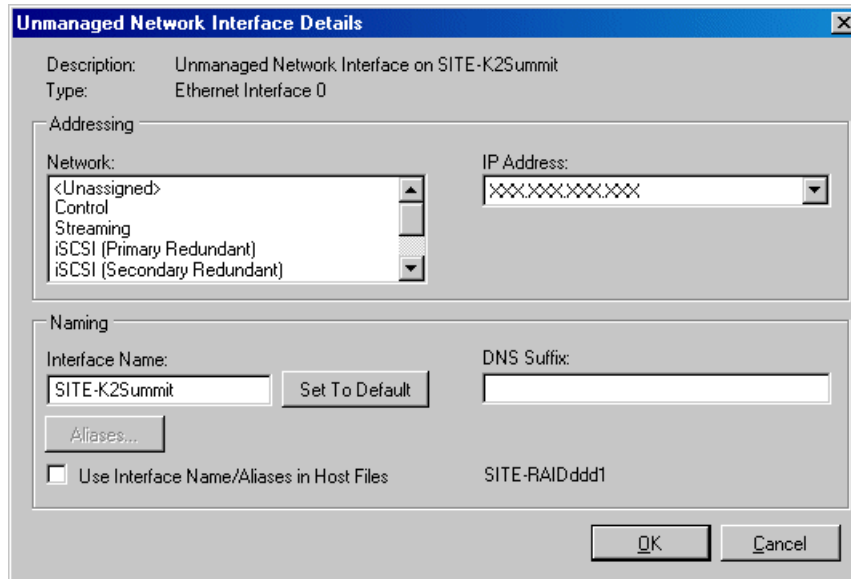 Unmanaged Network Interface Details
Description: Unmanaged Network Interface on SITE-K2Summit
Type: Ethernet Interface 0
Addressing
Network:
IP Address:
<Unassigned>
XXX.XXX.XXX.XXX
Control
Streaming
iSCSI (Primary Redundant)
iSCSI (Secondary Redundant)
Naming
Interface Name:
DNS Suffix:
SITE-K2Summit
Set To Default
Aliases...
Use Interface Name/Aliases in Host Files
SITE-RAIDddd1
OK
Cancel